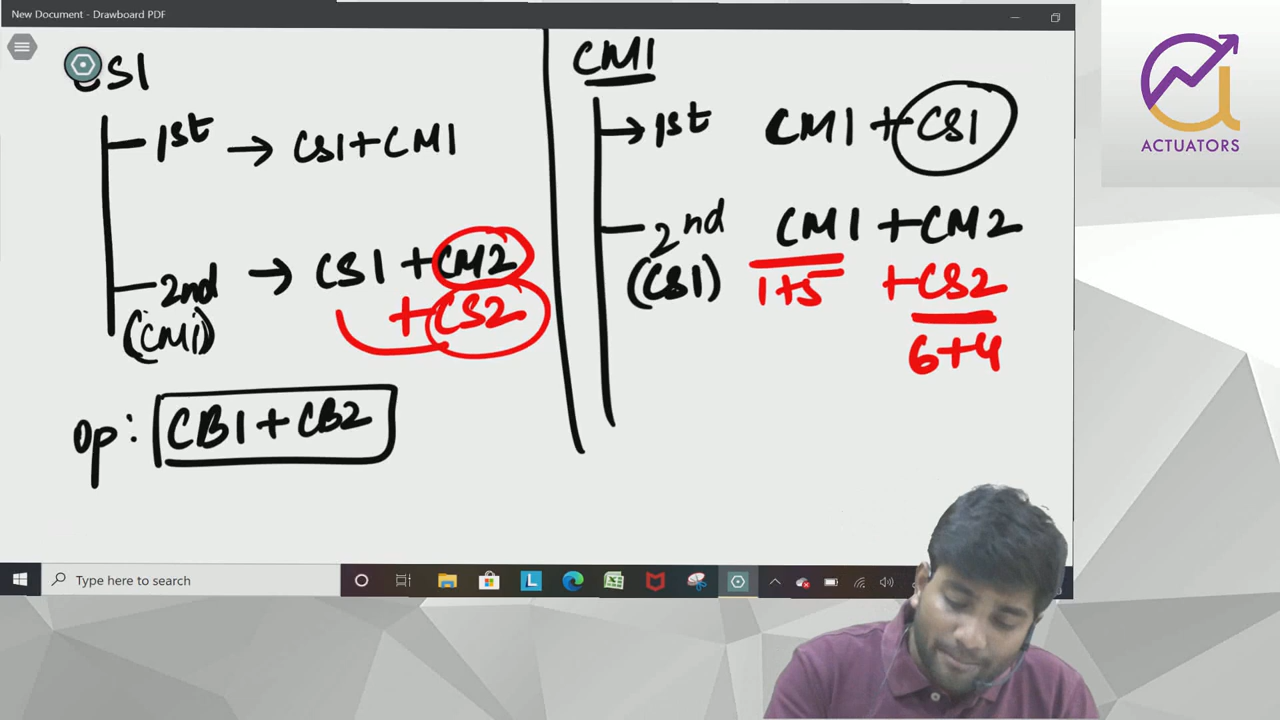 New Document - Drawboard PDF
CS1
1st → CS1+CM1
2nd → CS1+CM2
(CM1) +CS2
Op: CB1+CB2
CM1
1st CM1+CS1
2nd CM1+CM2
(CS1) 1+5 +CS2
6+4
ACTUATORS
Type here to search